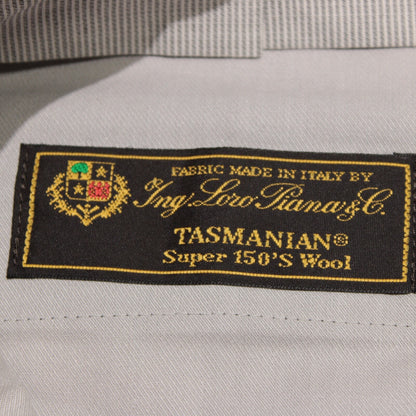 FABRIC MADE IN ITALY BY
Ing. Loro Piana & C.
TASMANIAN®
Super 150'S Wool